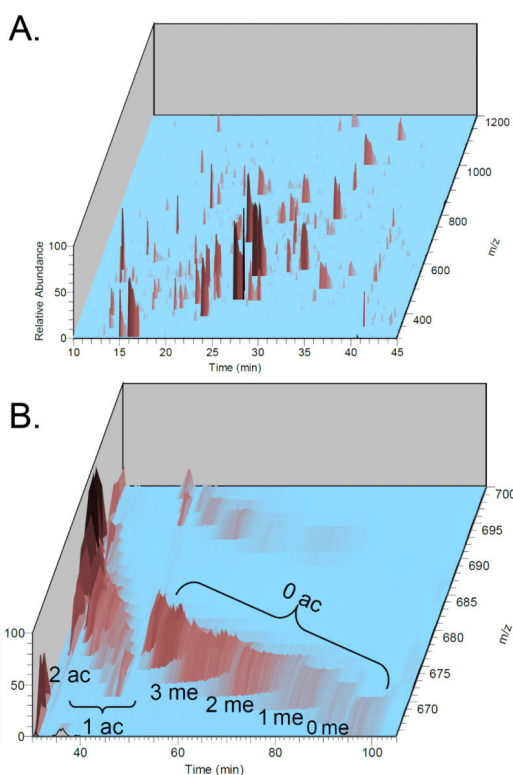 A.
1200
1000
800
600
400
m/z
100
50
0
Relative Abundance
10 15 20 25 30 35 40 45
Time (min)
B.
700
695
690
685
680
675
670
m/z
0 ac
100
50
0
2 ac
1 ac
3 me
2 me
1 me
0 me
40 60 80 100
Time (min)